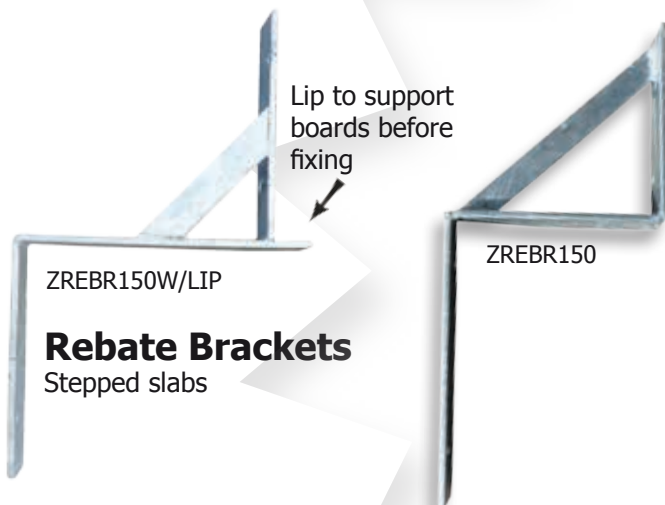 Lip to support
boards before
fixing
ZREBR150W/LIP
ZREBR150
Rebate Brackets
Stepped slabs